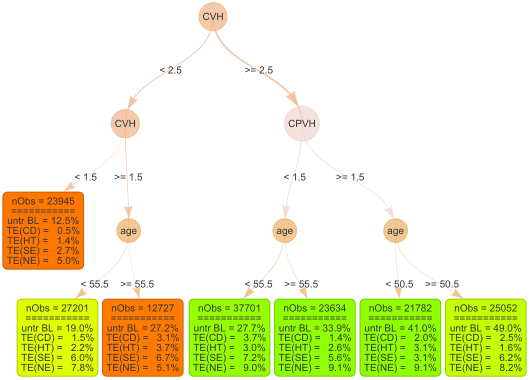 CVH
< 2.5
>= 2.5
CVH
CPVH
< 1.5
>= 1.5
< 1.5
>= 1.5
nObs = 23945
===========
untr BL = 12.5%
TE(CD) = 0.5%
TE(HT) = 1.4%
TE(SE) = 2.7%
TE(NE) = 5.0%
age
age
age
< 55.5
>= 55.5
< 55.5
>= 55.5
< 50.5
>= 50.5
nObs = 27201
===========
untr BL = 19.0%
TE(CD) = 1.5%
TE(HT) = 2.2%
TE(SE) = 6.0%
TE(NE) = 7.8%
nObs = 12727
===========
untr BL = 27.2%
TE(CD) = 3.1%
TE(HT) = 3.7%
TE(SE) = 6.7%
TE(NE) = 5.1%
nObs = 37701
===========
untr BL = 27.7%
TE(CD) = 3.7%
TE(HT) = 3.0%
TE(SE) = 7.2%
TE(NE) = 9.0%
nObs = 23634
===========
untr BL = 33.9%
TE(CD) = 1.4%
TE(HT) = 2.6%
TE(SE) = 5.6%
TE(NE) = 9.1%
nObs = 21782
===========
untr BL = 41.0%
TE(CD) = 2.0%
TE(HT) = 3.1%
TE(SE) = 3.1%
TE(NE) = 9.1%
nObs = 25052
===========
untr BL = 49.0%
TE(CD) = 2.5%
TE(HT) = 1.6%
TE(SE) = 6.2%
TE(NE) = 8.2%